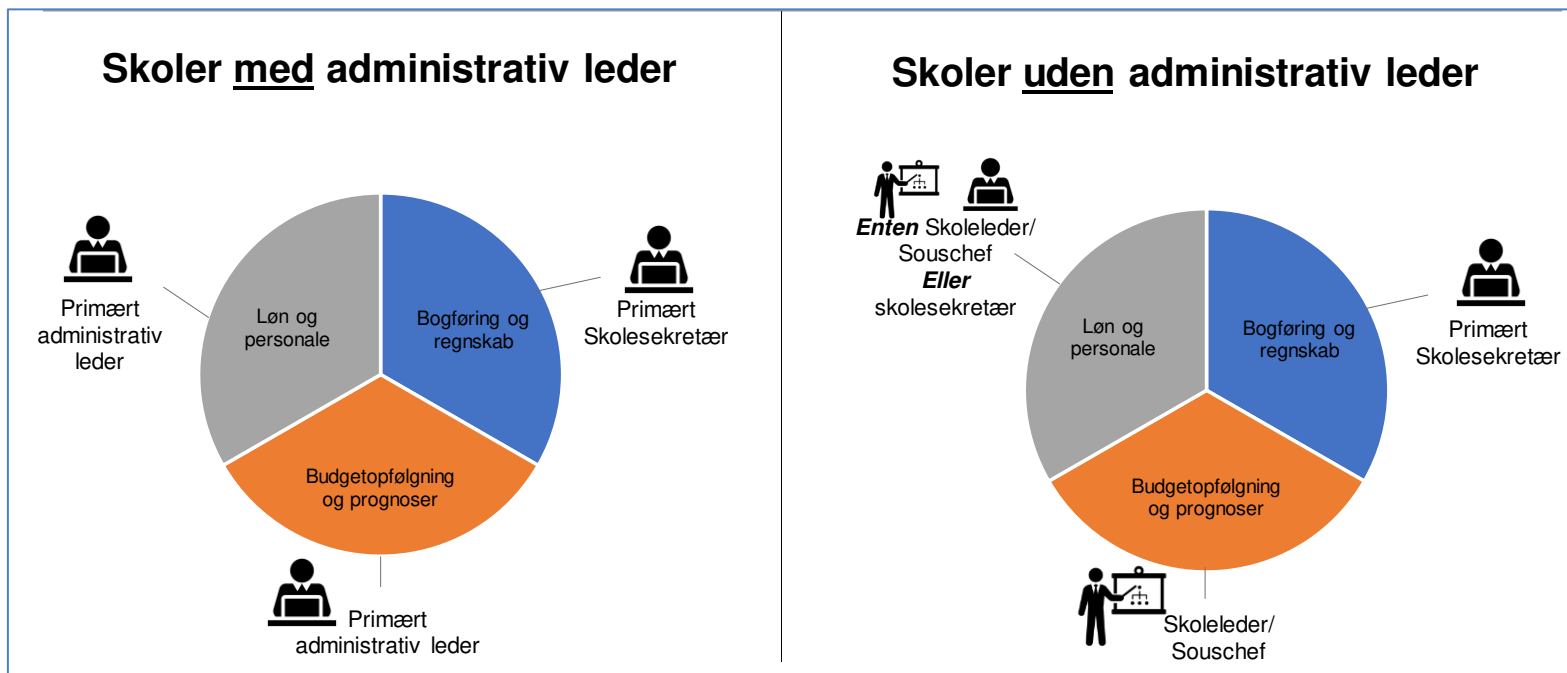 Skoler med administrativ leder
Primært
administrativ
leder
Løn og
personale
Bogføring og
regnskab
Primært
Skolesekretær
Budgetopfølgning
og prognoser
Primært
administrativ leder
Skoler uden administrativ leder
Enten Skoleleder/
Souschef
Eller
skolesekretær
Løn og
personale
Bogføring og
regnskab
Primært
Skolesekretær
Budgetopfølgning
og prognoser
Skoleleder/
Souschef